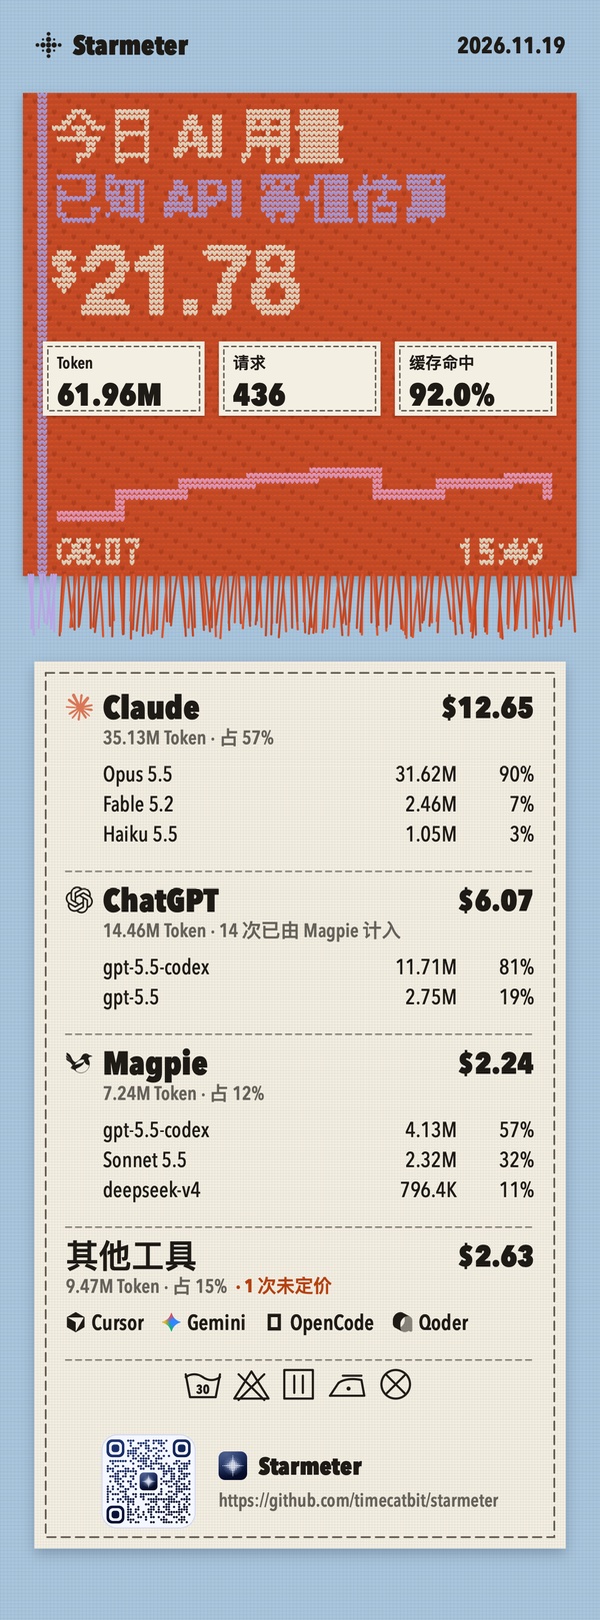 Starmeter
2026.11.19
今日 AI 用量
已知 API 等值估算
$21.78
Token
61.96M
请求
436
缓存命中
92.0%
08:07
15:40
Claude $12.65
35.13M Token · 占 57%
Opus 5.5 31.62M 90%
Fable 5.2 2.46M 7%
Haiku 5.5 1.05M 3%
ChatGPT $6.07
14.46M Token · 14 次已由 Magpie 计入
gpt-5.5-codex 11.71M 81%
gpt-5.5 2.75M 19%
Magpie $2.24
7.24M Token · 占 12%
gpt-5.5-codex 4.13M 57%
Sonnet 5.5 2.32M 32%
deepseek-v4 796.4K 11%
其他工具 $2.63
9.47M Token · 占 15% · 1 次未定价
Cursor Gemini OpenCode Qoder
30
Starmeter
https://github.com/timecatbit/starmeter